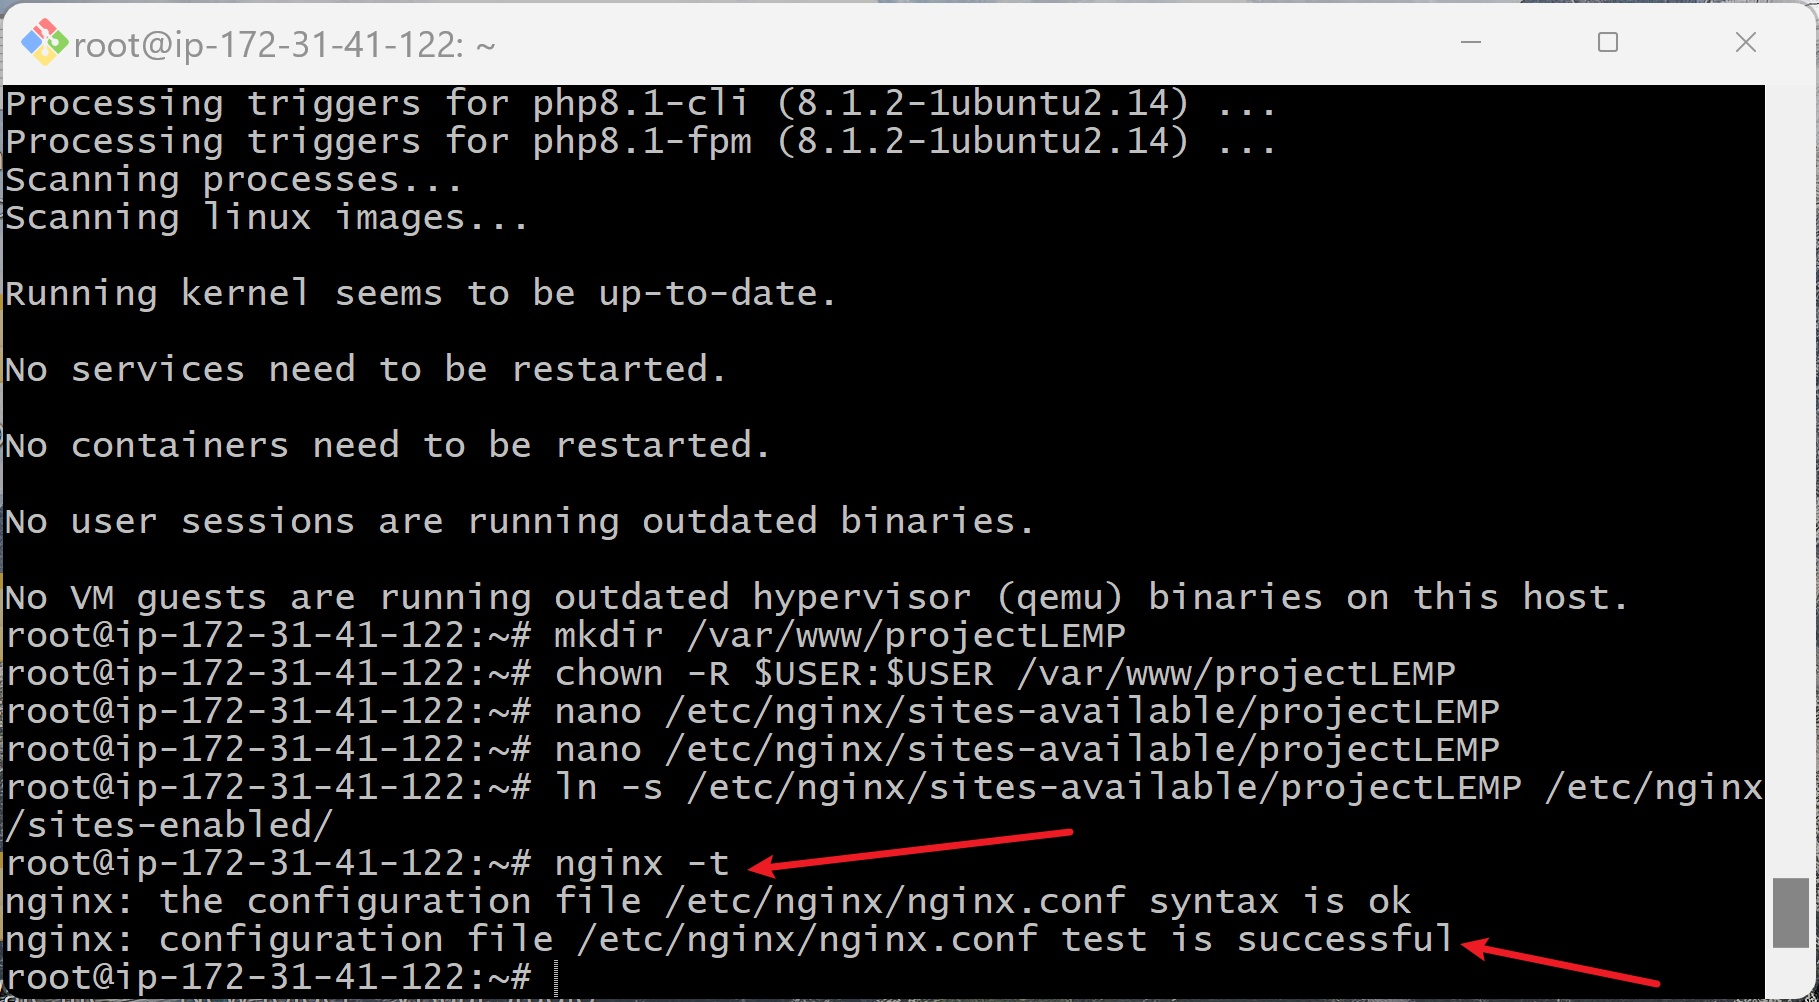 root@ip-172-31-41-122: ~
Processing triggers for php8.1-cli (8.1.2-1ubuntu2.14) ...
Processing triggers for php8.1-fpm (8.1.2-1ubuntu2.14) ...
Scanning processes...
Scanning linux images...
Running kernel seems to be up-to-date.
No services need to be restarted.
No containers need to be restarted.
No user sessions are running outdated binaries.
No VM guests are running outdated hypervisor (qemu) binaries on this host.
root@ip-172-31-41-122:~# mkdir /var/www/projectLEMP
root@ip-172-31-41-122:~# chown -R $USER:$USER /var/www/projectLEMP
root@ip-172-31-41-122:~# nano /etc/nginx/sites-available/projectLEMP
root@ip-172-31-41-122:~# nano /etc/nginx/sites-available/projectLEMP
root@ip-172-31-41-122:~# ln -s /etc/nginx/sites-available/projectLEMP /etc/nginx
/sites-enabled/
root@ip-172-31-41-122:~# nginx -t
nginx: the configuration file /etc/nginx/nginx.conf syntax is ok
nginx: configuration file /etc/nginx/nginx.conf test is successful
root@ip-172-31-41-122:~#